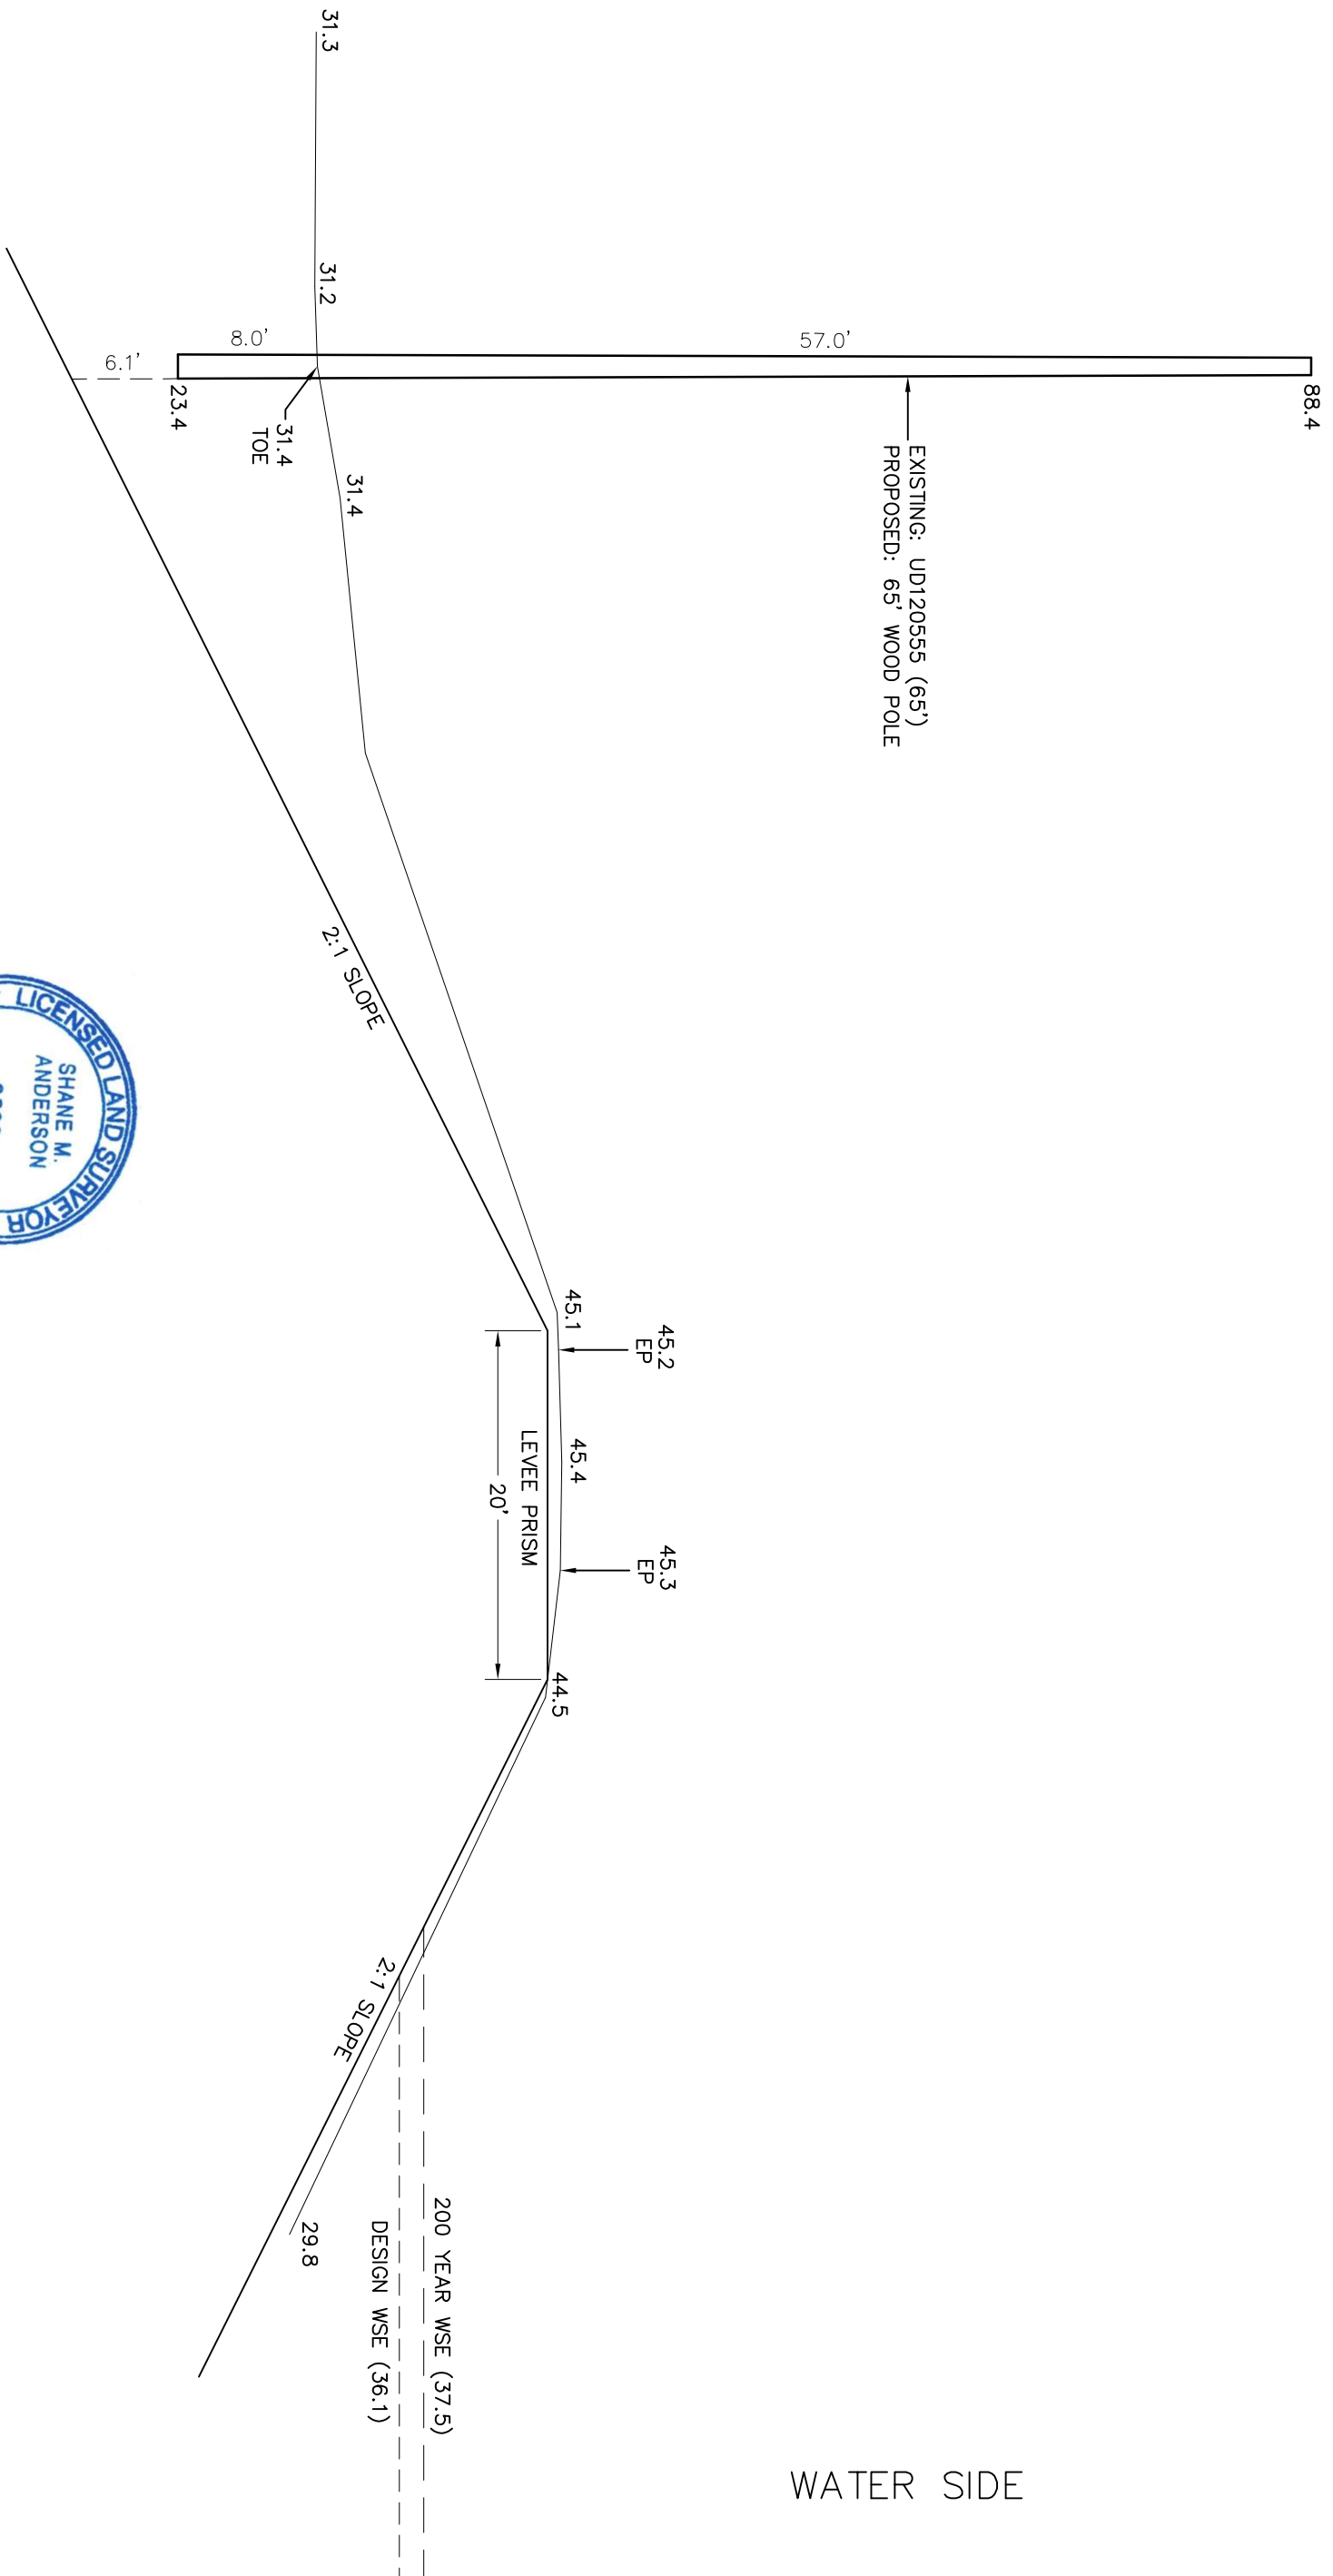 31.3
31.2
8.0'
57.0'
6.1'
23.4
88.4
31.4
TOE
31.4
EXISTING: UD120555 (65')
PROPOSED: 65' WOOD POLE
2:1 SLOPE
LICENSED LAND SURVEYOR
SHANE M.
ANDERSON
45.1
45.2
EP
45.4
LEVEE PRISM
20'
45.3
EP
44.5
2:1 SLOPE
29.8
200 YEAR WSE (37.5)
DESIGN WSE (36.1)
WATER SIDE